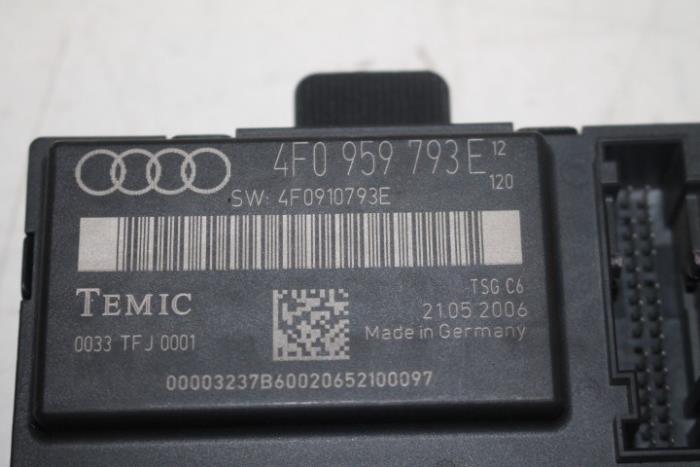 4F0 959 793E 12
120
SW: 4F0910793E
TEMIC
TSG C6
21.05.2006
0033 TFJ 0001
Made in Germany
00003237B60020652100097